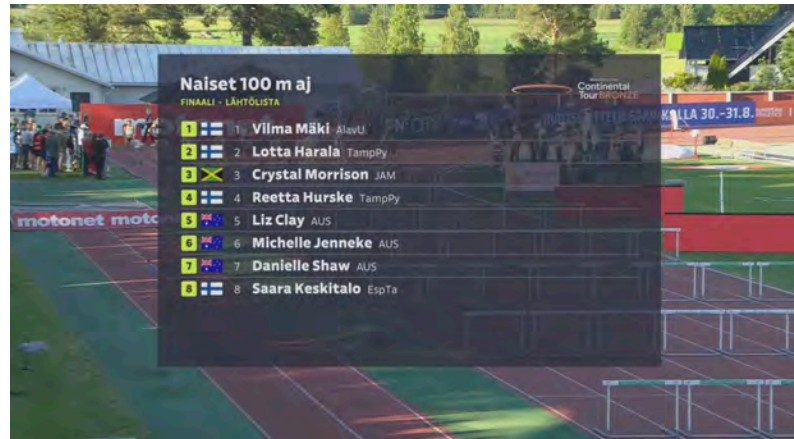 Naiset 100 m aj
FINAALI - LÄHTÖLISTA
Continental
Tour BRONZE
1 1 Vilma Mäki AlavU
2 2 Lotta Harala TampPy
3 3 Crystal Morrison JAM
4 4 Reetta Hurske TampPy
5 5 Liz Clay AUS
6 6 Michelle Jenneke AUS
7 7 Danielle Shaw AUS
8 8 Saara Keskitalo EspTa
KALLA 30.-31.8.
motonet moto